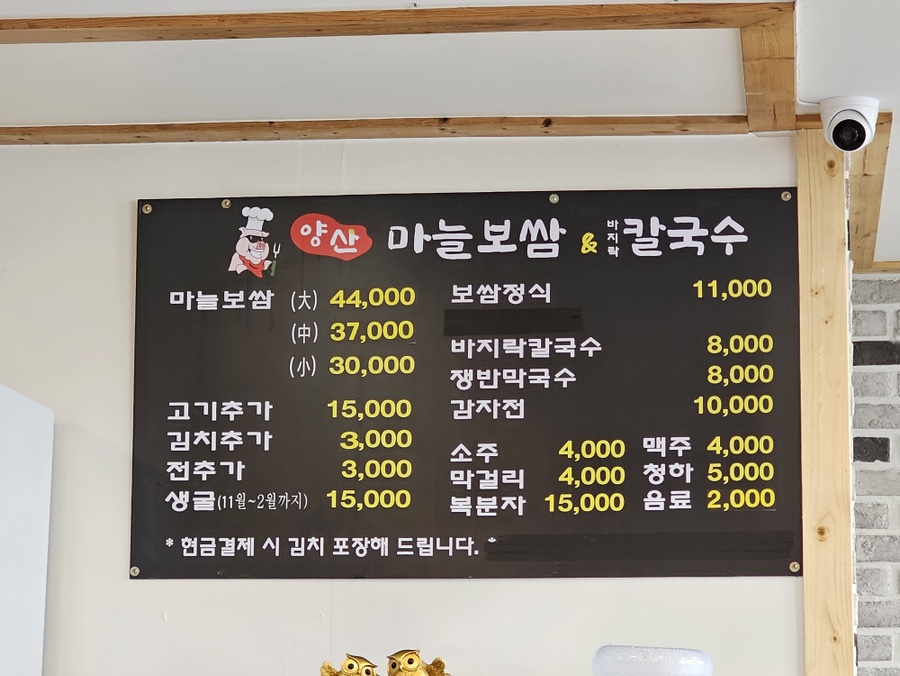 양산 마늘보쌈 & 바지락 칼국수
마늘보쌈 (大) 44,000
(中) 37,000
(小) 30,000
고기추가 15,000
김치추가 3,000
전추가 3,000
생굴(11월~2월까지) 15,000
보쌈정식 11,000
바지락칼국수 8,000
쟁반막국수 8,000
감자전 10,000
소주 4,000 맥주 4,000
막걸리 4,000 청하 5,000
복분자 15,000 음료 2,000
* 현금결제 시 김치 포장해 드립니다. *